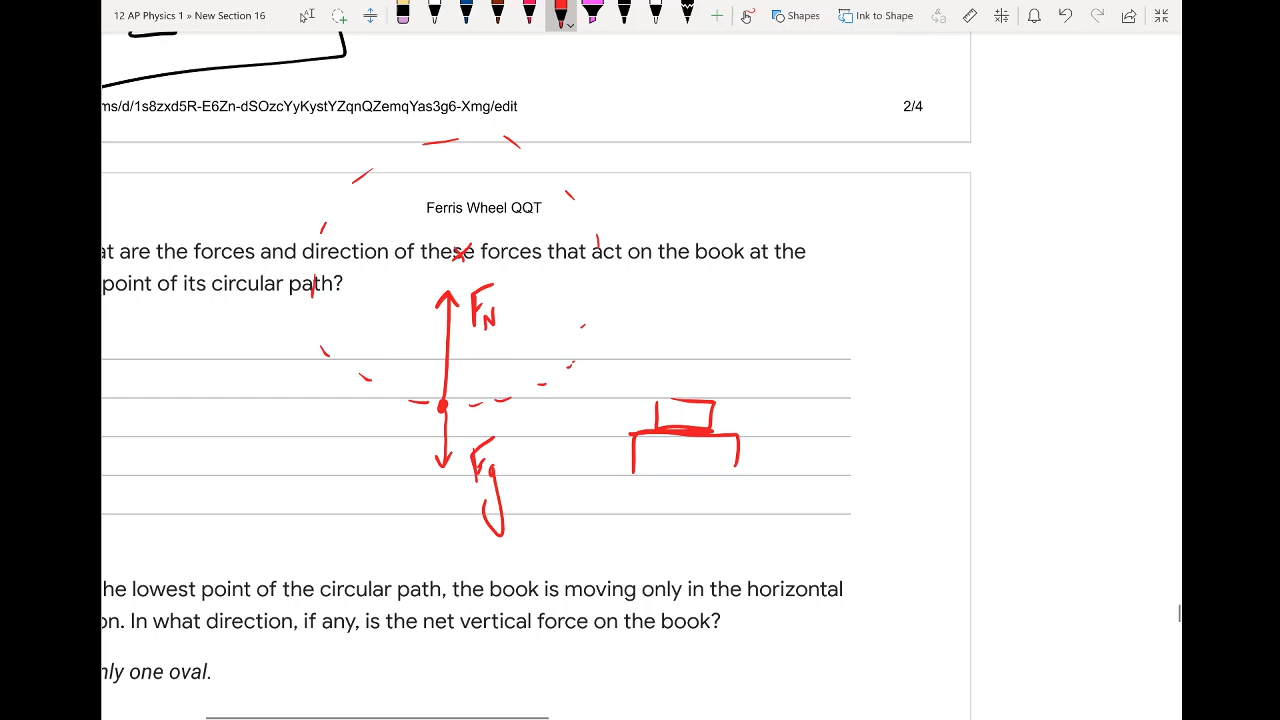 12 AP Physics 1 » New Section 16
Shapes
Ink to Shape
ms/d/1s8zxd5R-E6Zn-dSOzcYyKystYZqnQZemqYas3g6-Xmg/edit
2/4
Ferris Wheel QQT
at are the forces and direction of these forces that act on the book at the
point of its circular path?
FN
Fg
he lowest point of the circular path, the book is moving only in the horizontal
on. In what direction, if any, is the net vertical force on the book?
nly one oval.